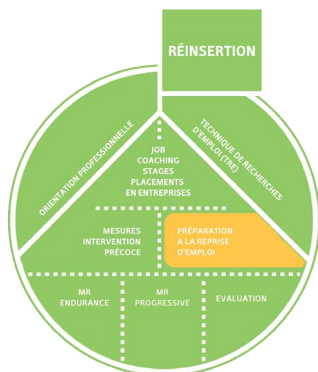 RÉINSERTION
ORIENTATION PROFESSIONNELLE
TECHNIQUE DE RECHERCHES
D'EMPLOI (TRE)
JOB
COACHING
STAGES
PLACEMENTS
EN ENTREPRISES
MESURES
INTERVENTION
PRÉCOCE
PRÉPARATION
A LA REPRISE
D'EMPLOI
MR
ENDURANCE
MR
PROGRESSIVE
EVALUATION